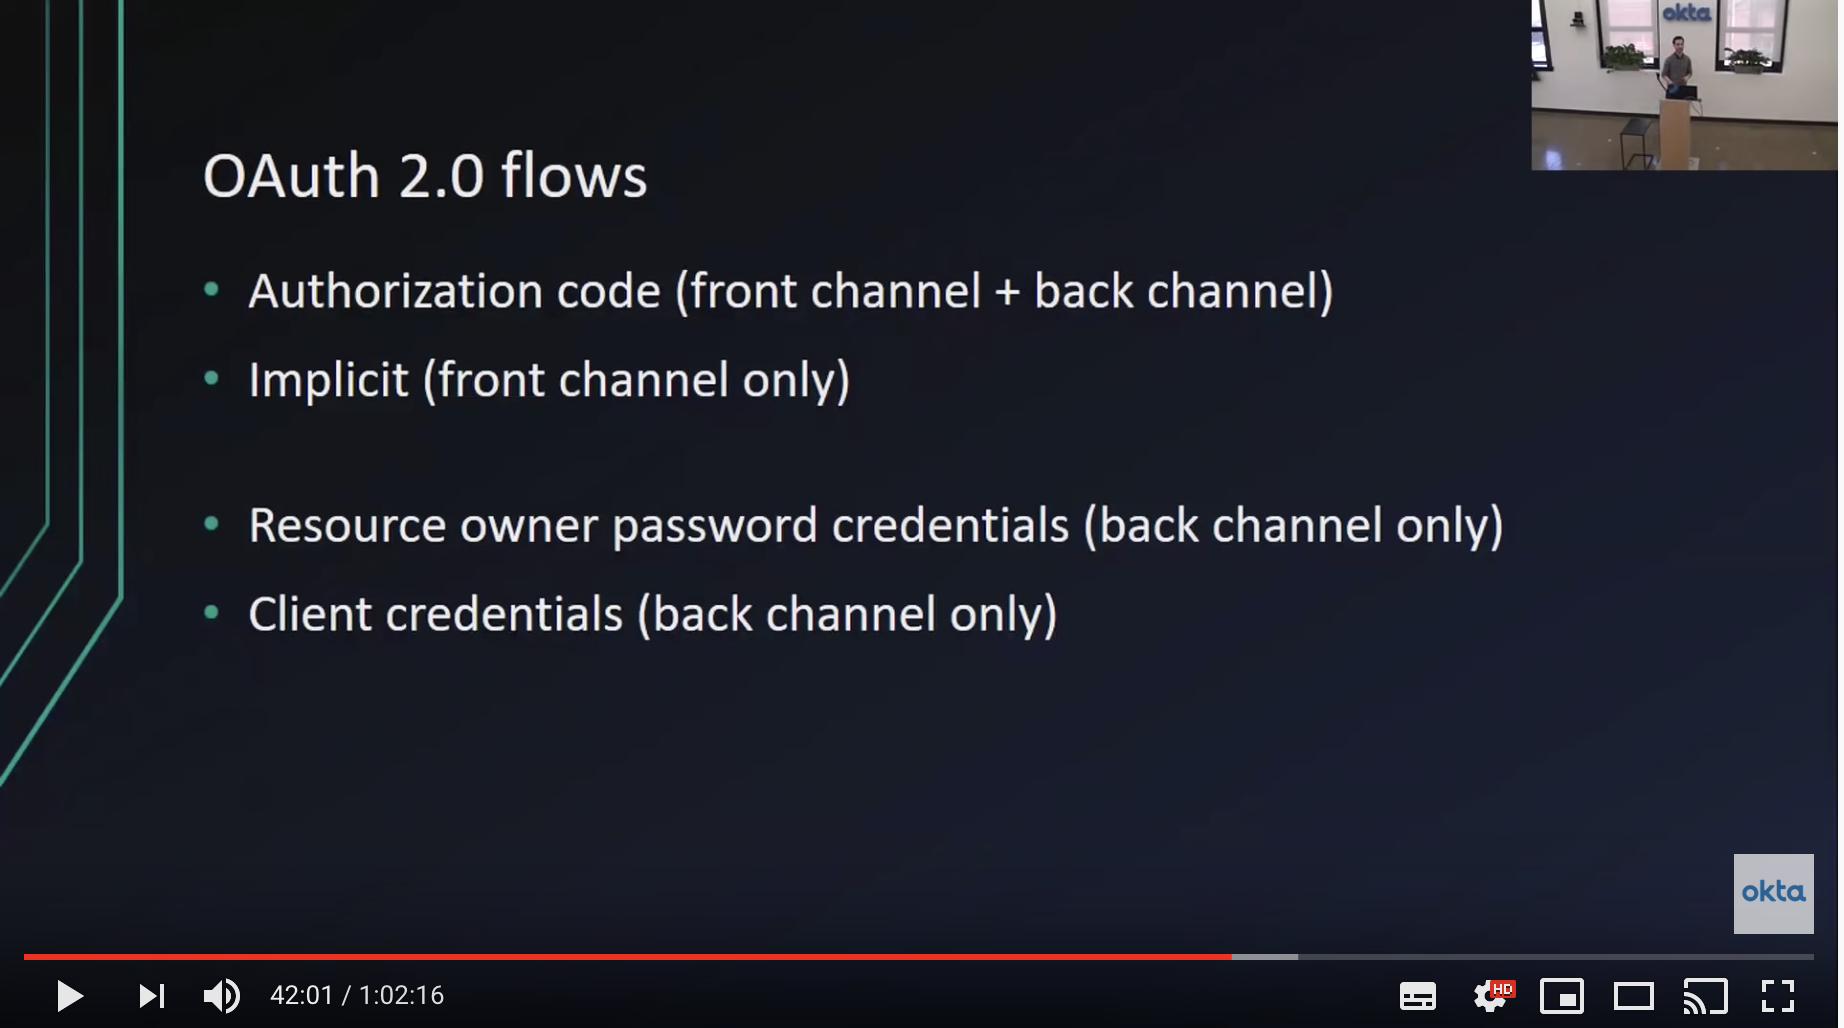 okta
OAuth 2.0 flows
• Authorization code (front channel + back channel)
• Implicit (front channel only)
• Resource owner password credentials (back channel only)
• Client credentials (back channel only)
okta
42:01 / 1:02:16
HD